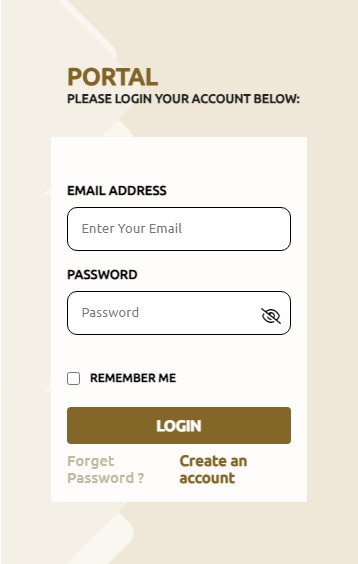 PORTAL
PLEASE LOGIN YOUR ACCOUNT BELOW:
EMAIL ADDRESS
Enter Your Email
PASSWORD
Password
REMEMBER ME
LOGIN
Forget
Password ?
Create an
account